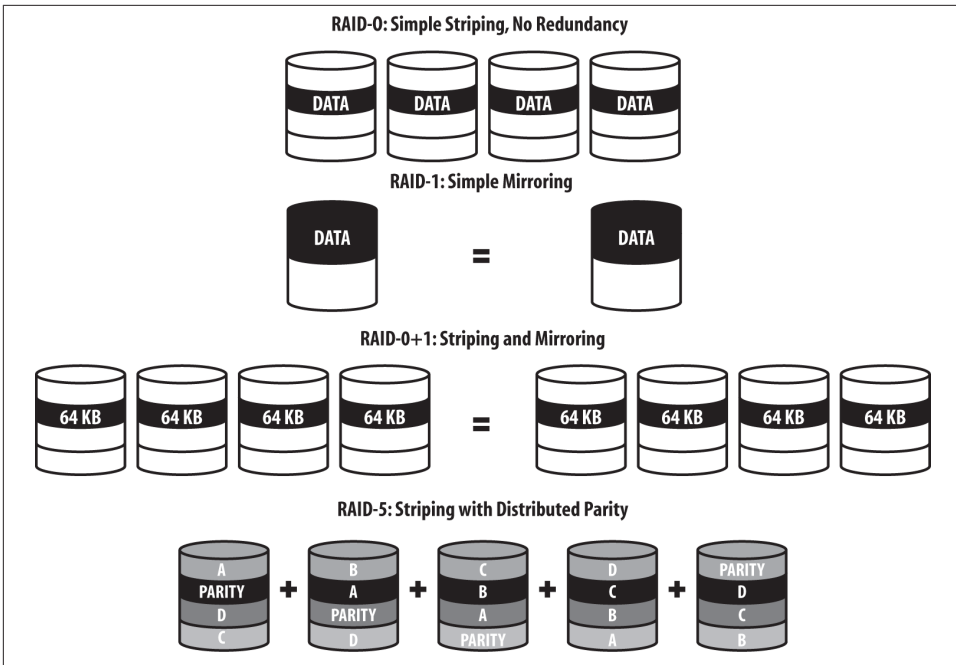 RAID-0: Simple Striping, No Redundancy
DATA DATA DATA DATA
RAID-1: Simple Mirroring
DATA = DATA
RAID-0+1: Striping and Mirroring
64 KB 64 KB 64 KB 64 KB = 64 KB 64 KB 64 KB 64 KB
RAID-5: Striping with Distributed Parity
A B C D PARITY
PARITY + A + B + C + D
D PARITY A B C
C D PARITY A B